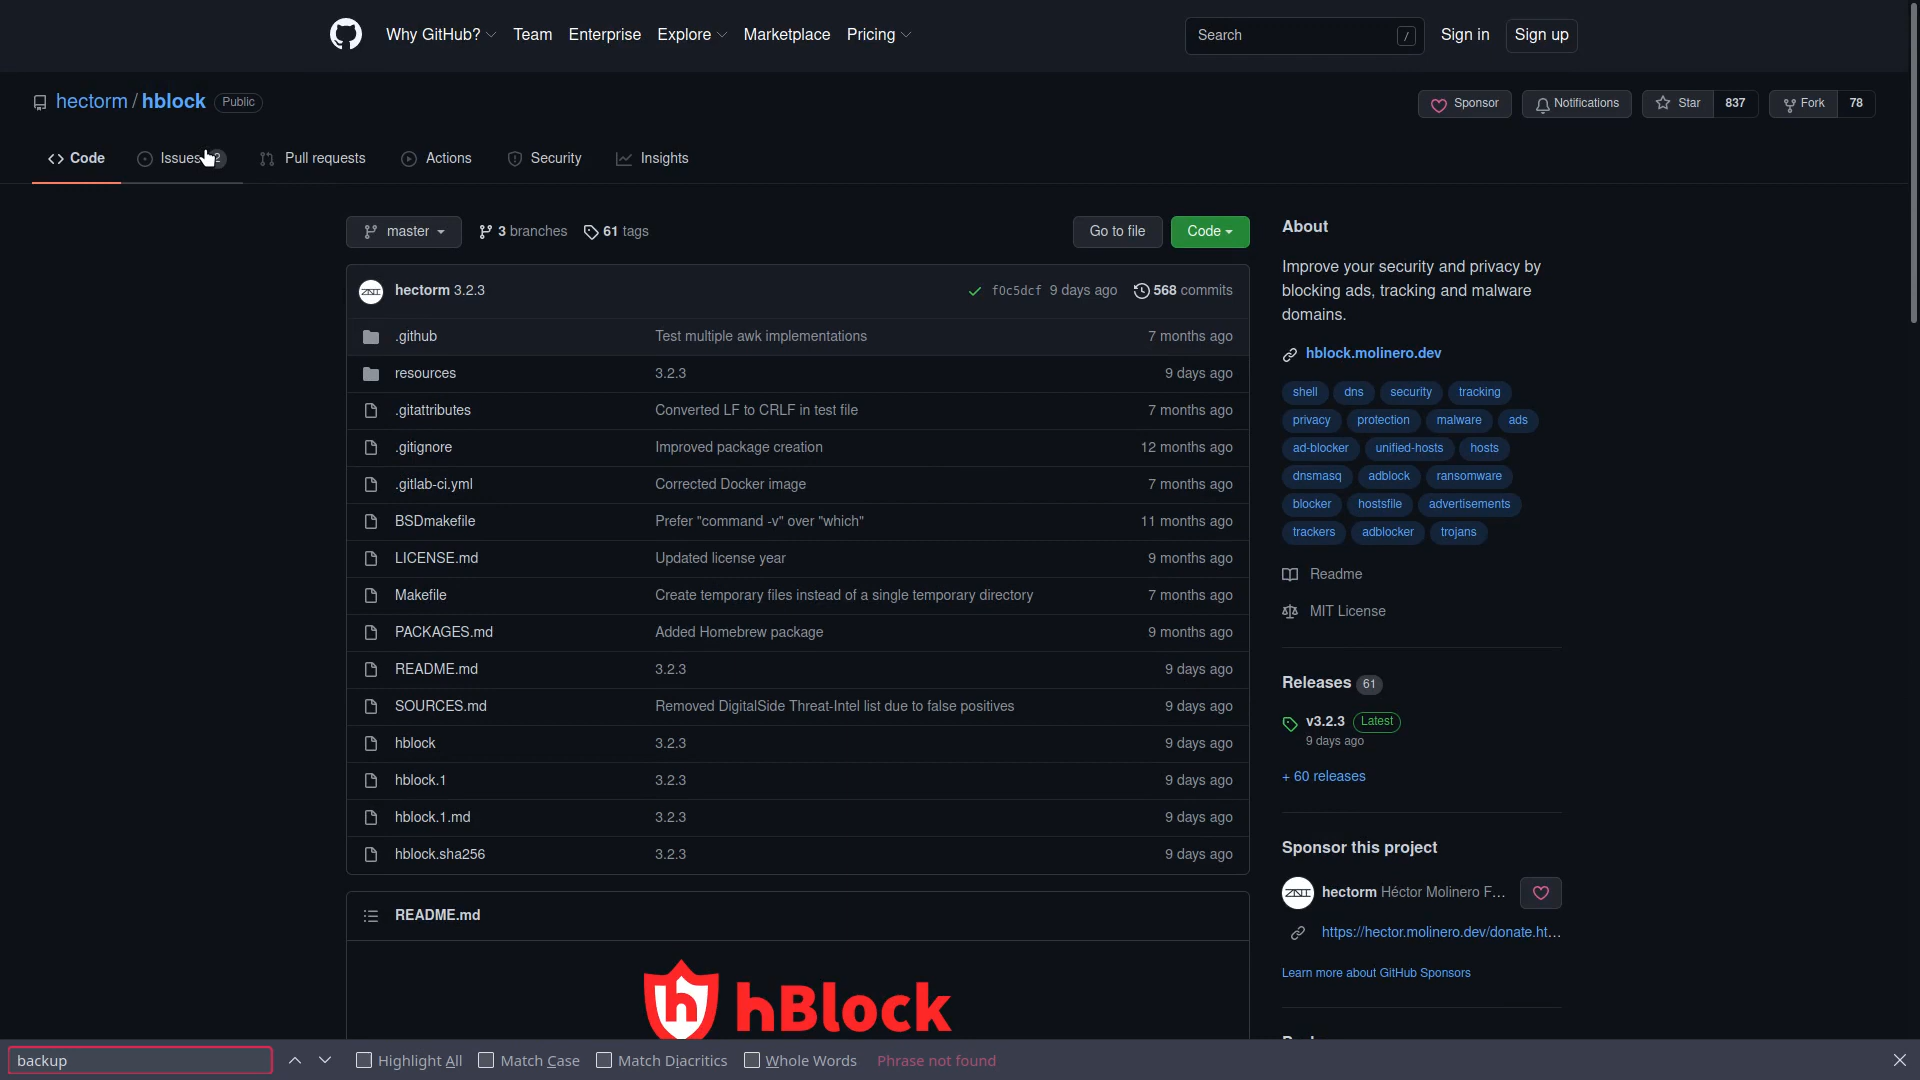 Why GitHub? Team Enterprise Explore Marketplace Pricing Search / Sign in Sign up
hectorm / hblock Public Sponsor Notifications Star 837 Fork 78
Code Issues 2 Pull requests Actions Security Insights
master 3 branches 61 tags Go to file Code
hectorm 3.2.3 f0c5dcf 9 days ago 568 commits
.github Test multiple awk implementations 7 months ago
resources 3.2.3 9 days ago
.gitattributes Converted LF to CRLF in test file 7 months ago
.gitignore Improved package creation 12 months ago
.gitlab-ci.yml Corrected Docker image 7 months ago
BSDmakefile Prefer "command -v" over "which" 11 months ago
LICENSE.md Updated license year 9 months ago
Makefile Create temporary files instead of a single temporary directory 7 months ago
PACKAGES.md Added Homebrew package 9 months ago
README.md 3.2.3 9 days ago
SOURCES.md Removed DigitalSide Threat-Intel list due to false positives 9 days ago
hblock 3.2.3 9 days ago
hblock.1 3.2.3 9 days ago
hblock.1.md 3.2.3 9 days ago
hblock.sha256 3.2.3 9 days ago
README.md
h hBlock
About
Improve your security and privacy by
blocking ads, tracking and malware
domains.
hblock.molinero.dev
shell dns security tracking
privacy protection malware ads
ad-blocker unified-hosts hosts
dnsmasq adblock ransomware
blocker hostsfile advertisements
trackers adblocker trojans
Readme
MIT License
Releases 61
v3.2.3 Latest
9 days ago
+ 60 releases
Sponsor this project
hectorm Héctor Molinero F...
https://hector.molinero.dev/donate.ht...
Learn more about GitHub Sponsors
backup Highlight All Match Case Match Diacritics Whole Words Phrase not found